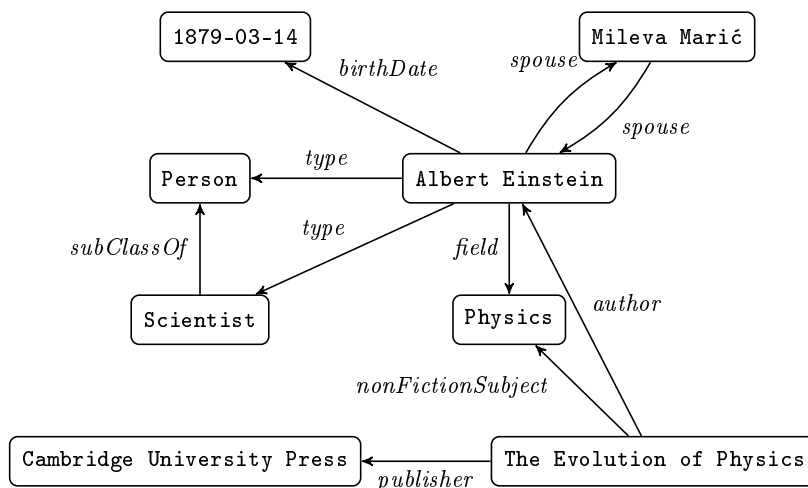 1879-03-14
Mileva Marić
birthDate
spouse
spouse
Person
type
Albert Einstein
subClassOf
type
field
Scientist
Physics
author
nonFictionSubject
Cambridge University Press
publisher
The Evolution of Physics